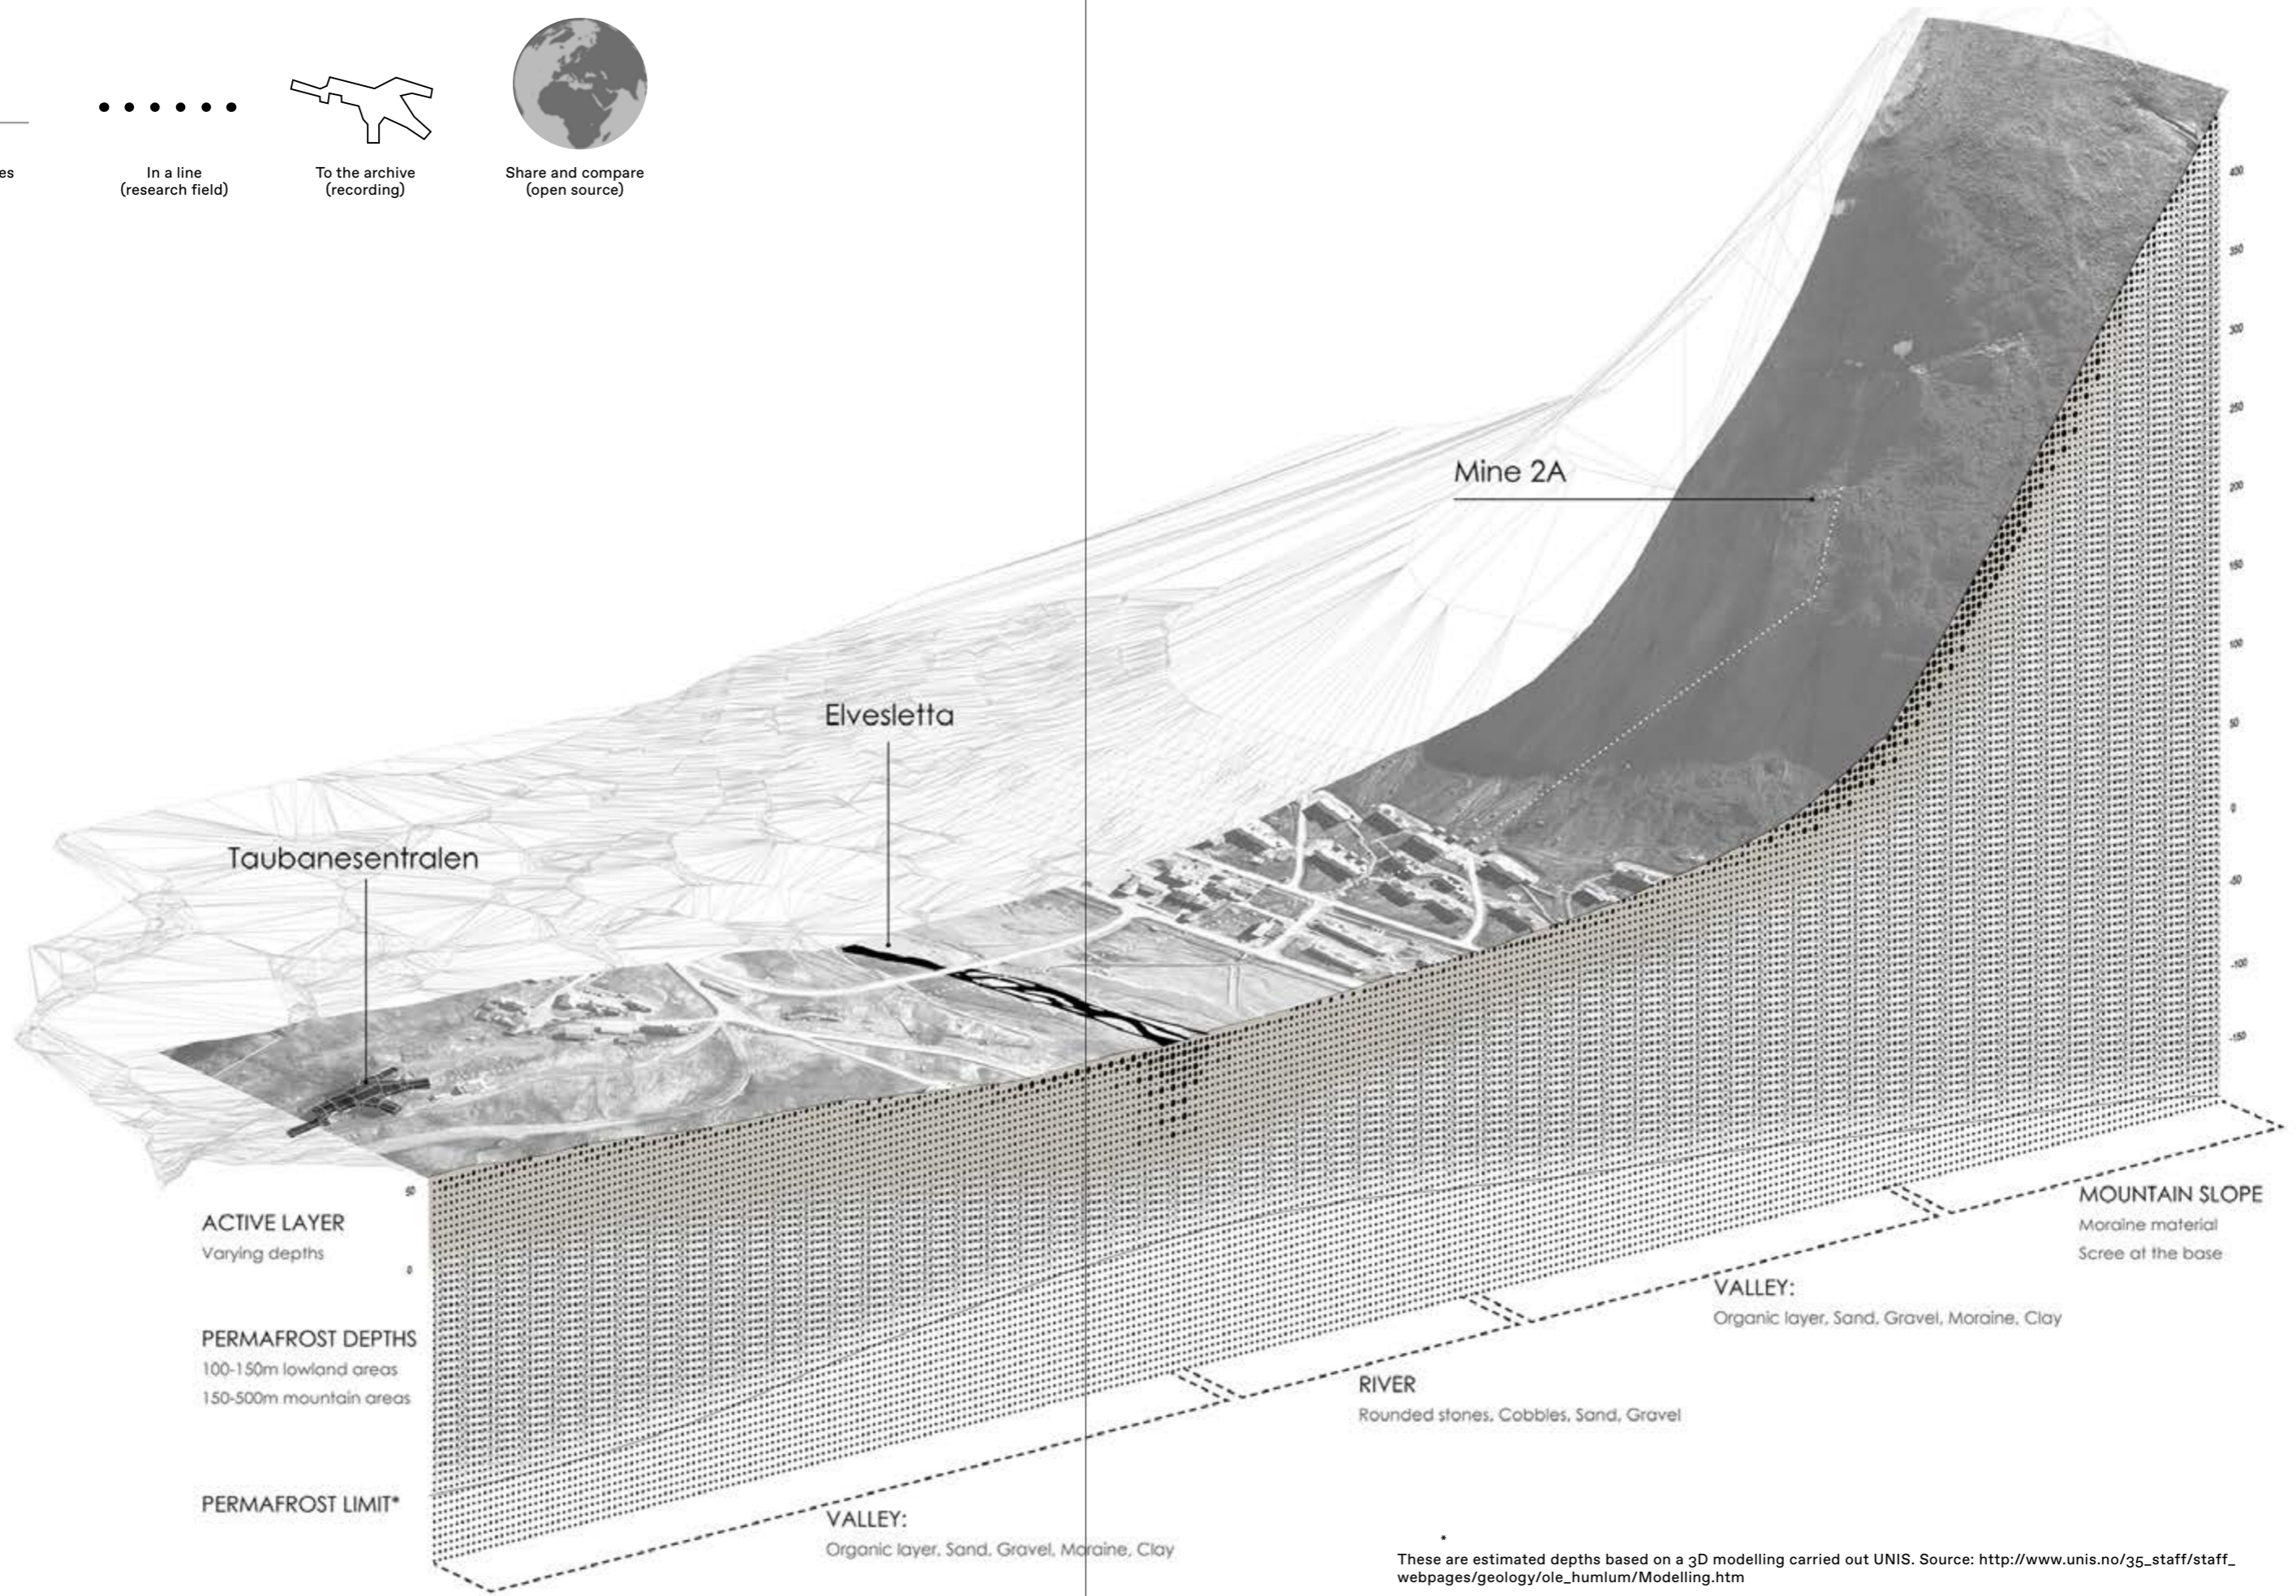 es
In a line
(research field)
To the archive
(recording)
Share and compare
(open source)
400
350
300
250
200
150
100
50
0
-50
-100
-150
Mine 2A
Elvesletta
Taubanesentralen
50
ACTIVE LAYER
Varying depths
0
PERMAFROST DEPTHS
100-150m lowland areas
150-500m mountain areas
PERMAFROST LIMIT*
MOUNTAIN SLOPE
Moraine material
Scree at the base
VALLEY:
Organic layer, Sand, Gravel, Moraine, Clay
RIVER
Rounded stones, Cobbles, Sand, Gravel
VALLEY:
Organic layer, Sand, Gravel, Moraine, Clay
These are estimated depths based on a 3D modelling carried out UNIS. Source: http://www.unis.no/35_staff/staff_
webpages/geology/ole_humlum/Modelling.htm